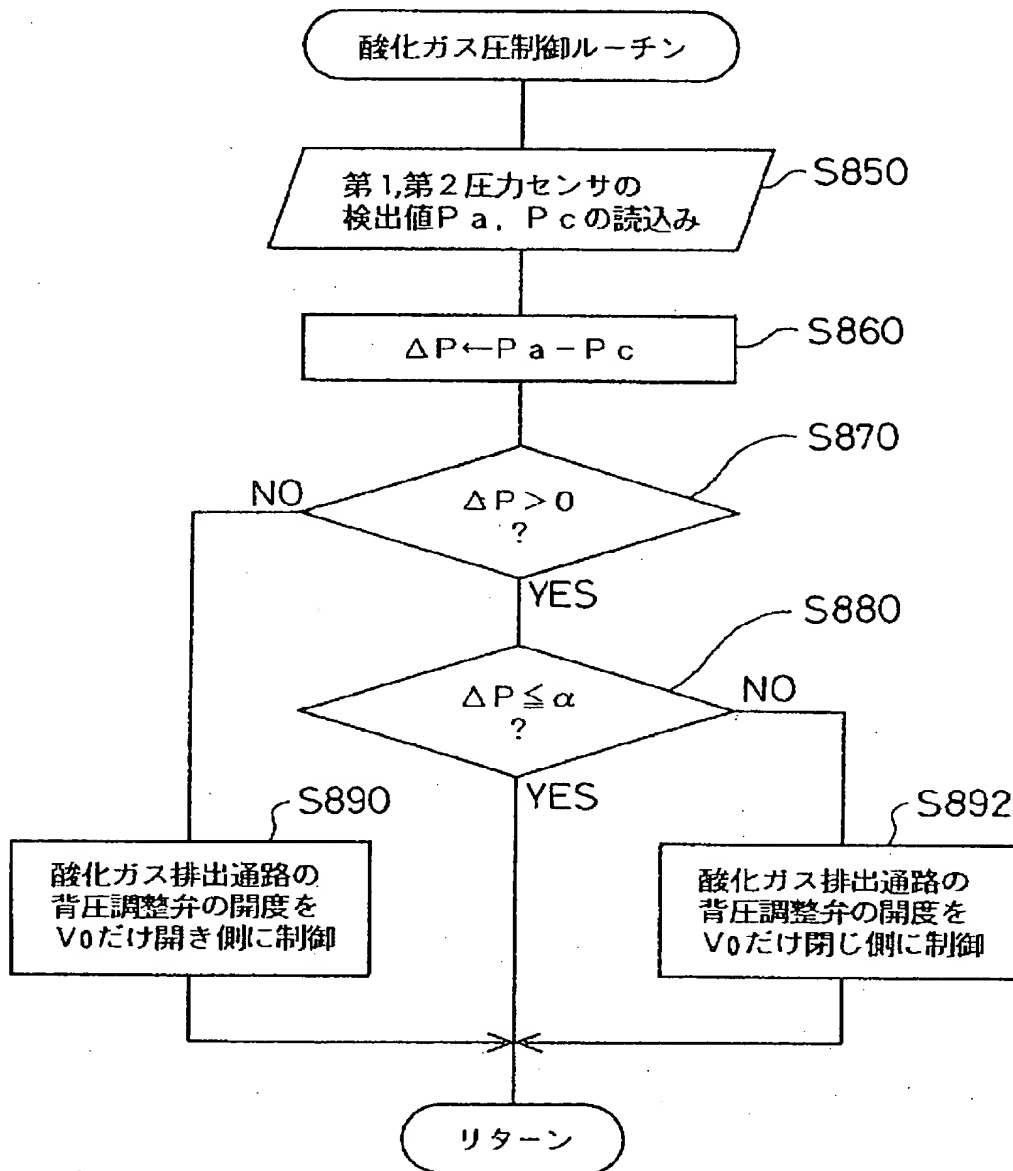 酸化ガス圧制御ルーチン
第1,第2圧力センサの
検出値Pa, Pcの読込み
S850
ΔP←Pa−Pc
S860
S870
ΔP>0
?
NO
YES
S880
ΔP≦α
?
NO
YES
S890
酸化ガス排出通路の
背圧調整弁の開度を
V0だけ開き側に制御
S892
酸化ガス排出通路の
背圧調整弁の開度を
V0だけ閉じ側に制御
リターン